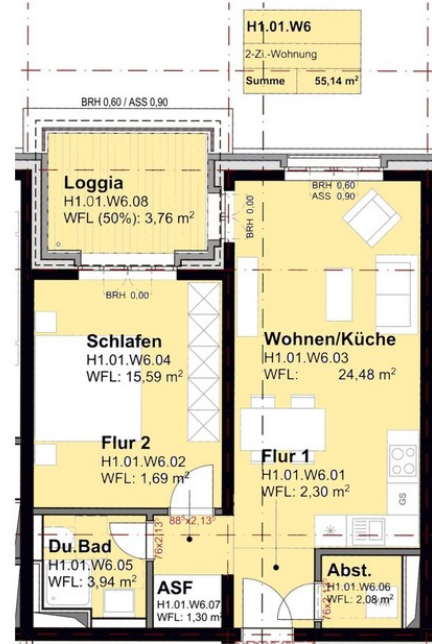 H1.01.W6
2-Zi.-Wohnung
Summe 55,14 m²
BRH 0,60 / ASS 0,90
Loggia
H1.01.W6.08
WFL (50%): 3,76 m²
BRH 0,60
ASS 0,90
BRH 0,00
BRH 0,00
Schlafen
H1.01.W6.04
WFL: 15,59 m²
Wohnen/Küche
H1.01.W6.03
WFL: 24,48 m²
Flur 2
H1.01.W6.02
WFL: 1,69 m²
Flur 1
H1.01.W6.01
WFL: 2,30 m²
GS
88⁵x2,13⁵
76x2,13⁵
Du.Bad
H1.01.W6.05
WFL: 3,94 m²
ASF
H1.01.W6.07
WFL: 1,30 m²
Abst.
H1.01.W6.06
WFL: 2,08 m²